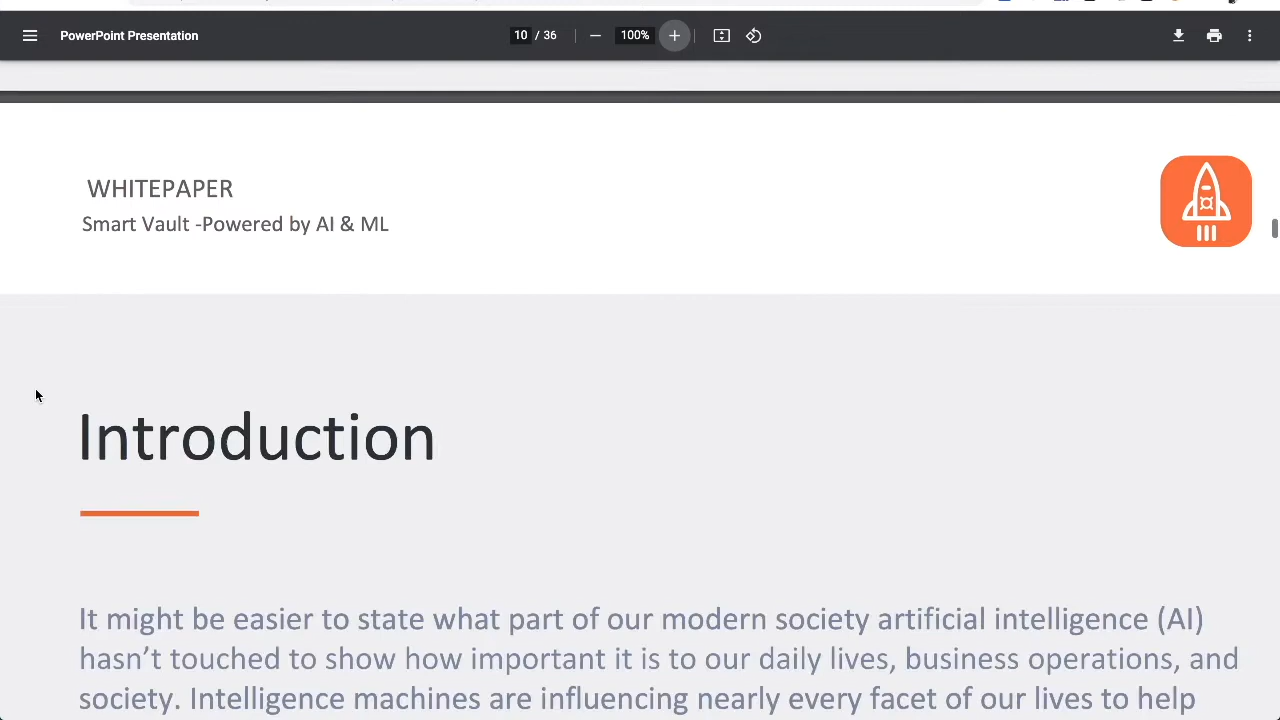 PowerPoint Presentation
10 / 36
100%
WHITEPAPER
Smart Vault -Powered by AI & ML
Introduction
It might be easier to state what part of our modern society artificial intelligence (AI)
hasn’t touched to show how important it is to our daily lives, business operations, and
society. Intelligence machines are influencing nearly every facet of our lives to help